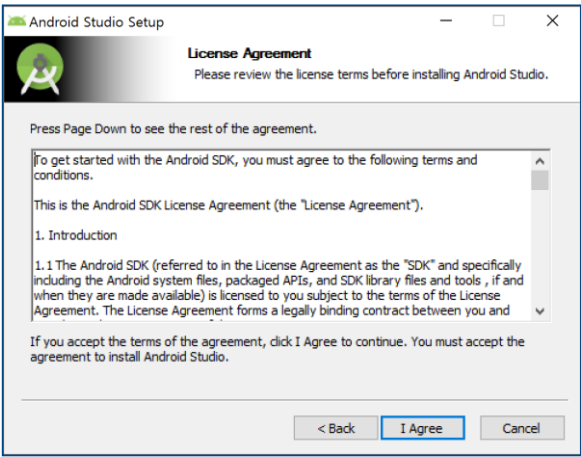 Android Studio Setup
License Agreement
Please review the license terms before installing Android Studio.
Press Page Down to see the rest of the agreement.
To get started with the Android SDK, you must agree to the following terms and
conditions.
This is the Android SDK License Agreement (the "License Agreement").
1. Introduction
1.1 The Android SDK (referred to in the License Agreement as the "SDK" and specifically
including the Android system files, packaged APIs, and SDK library files and tools , if and
when they are made available) is licensed to you subject to the terms of the License
Agreement. The License Agreement forms a legally binding contract between you and
If you accept the terms of the agreement, click I Agree to continue. You must accept the
agreement to install Android Studio.
< Back
I Agree
Cancel